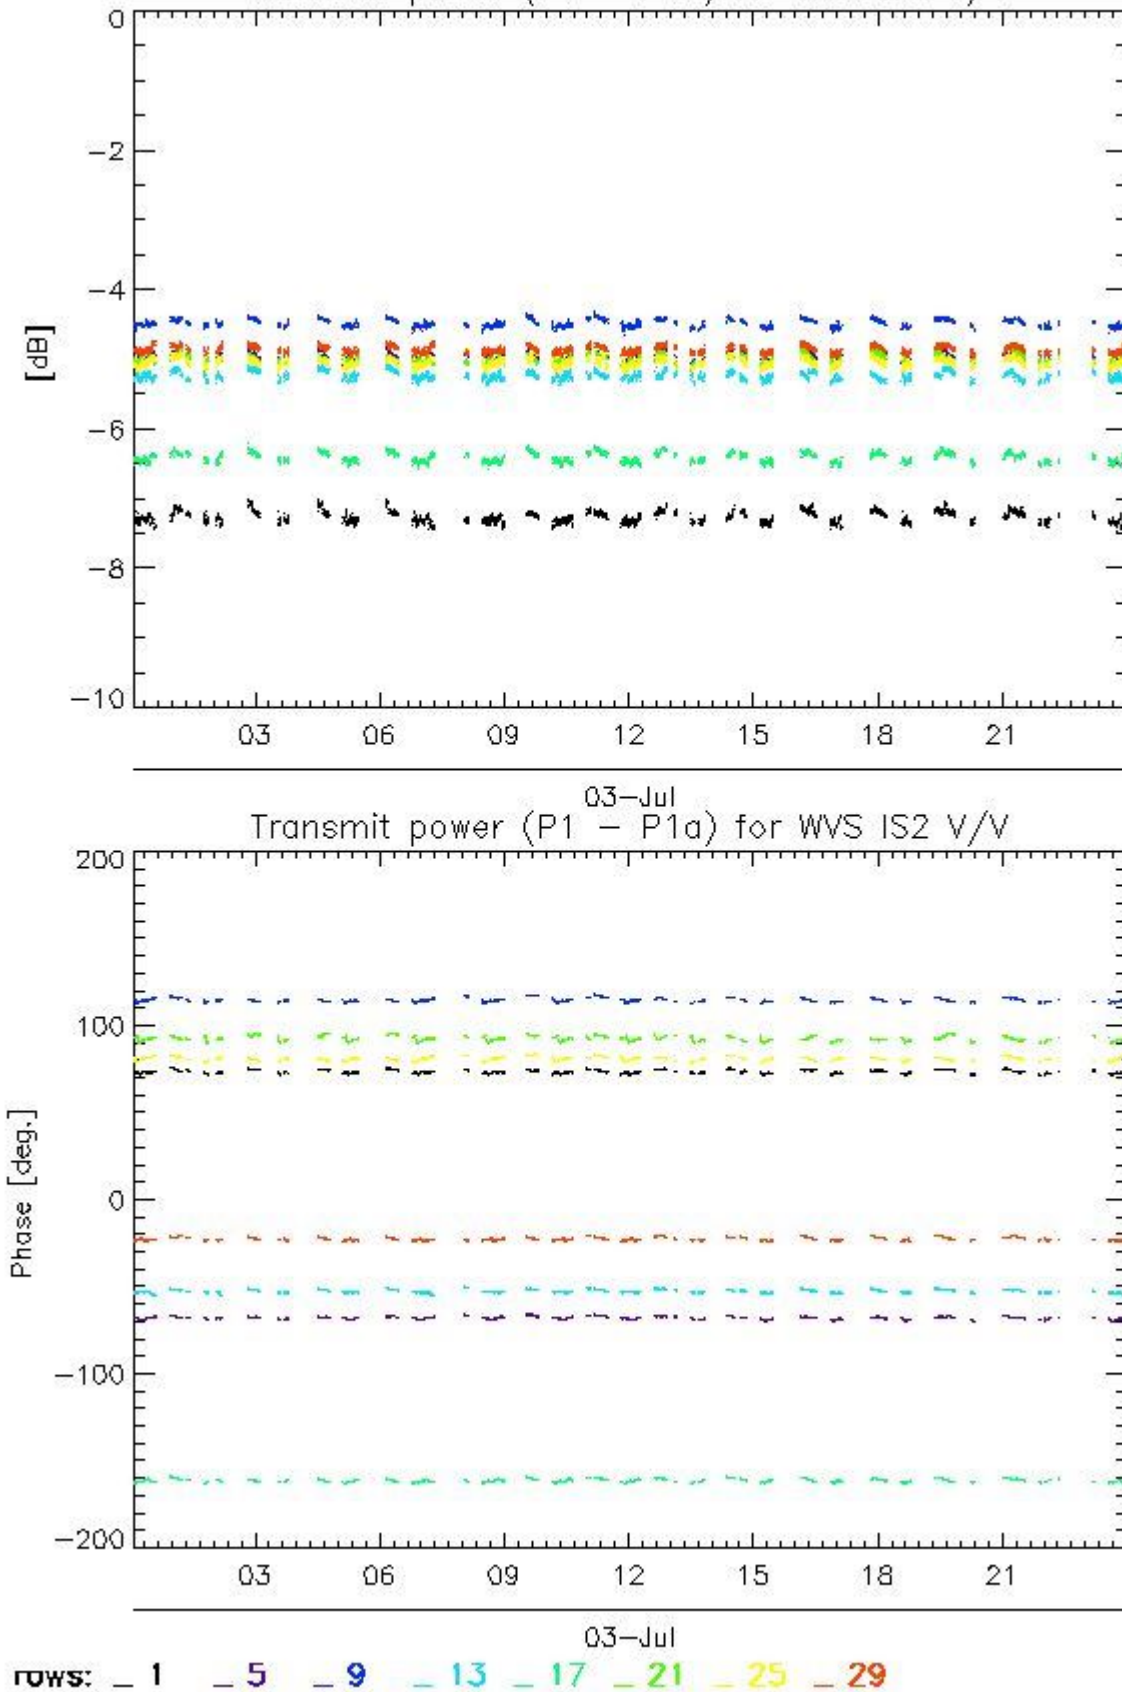 0
−2
−4
[dB]
−6
−8
−10
03 06 09 12 15 18 21
03−Jul
Transmit power (P1 − P1a) for WVS IS2 V/V
200
100
Phase [deg.]
0
−100
−200
03 06 09 12 15 18 21
03−Jul
rows: _ 1 _ 5 _ 9 _ 13 _ 17 _ 21 _ 25 _ 29